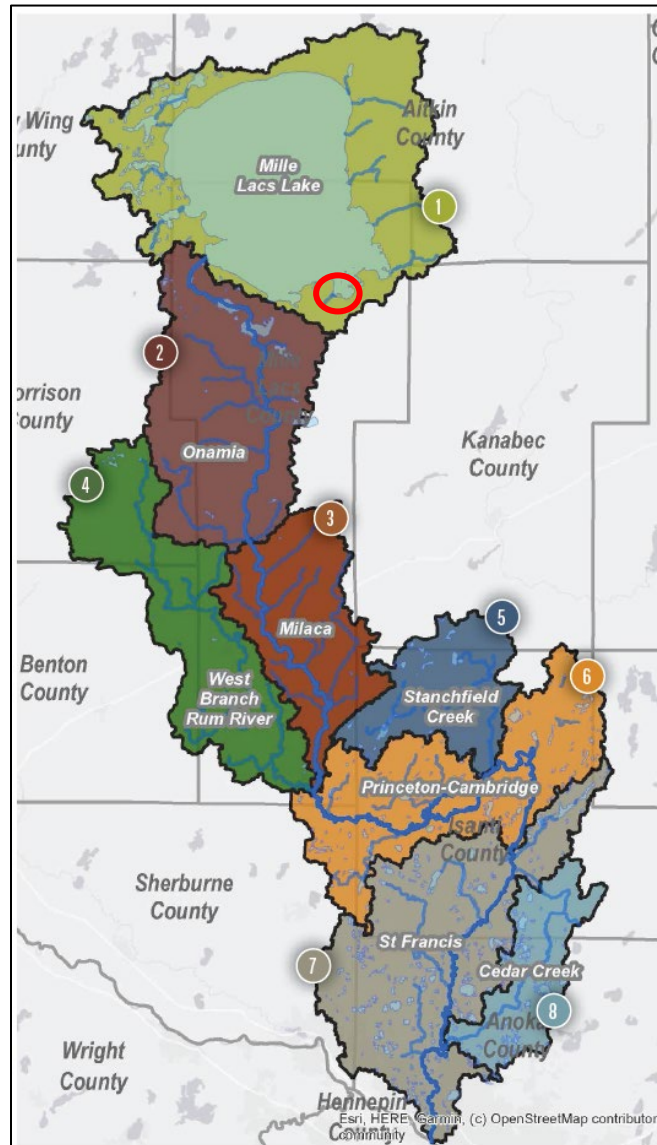 y Wing
unty
Aitkin
County
Mille
Lacs Lake
1
2
Lacs
County
orrison
County
Kanabec
County
Onamia
4
3
Milaca
5
Benton
County
West
Branch
Rum River
Stanchfield
Creek
6
Princeton-Cambridge
Isanti
County
Sherburne
County
St Francis
7
Cedar Creek
8
Anoka
County
Wright
County
Hennepin
County
Esri, HERE, Garmin, (c) OpenStreetMap contributor
community